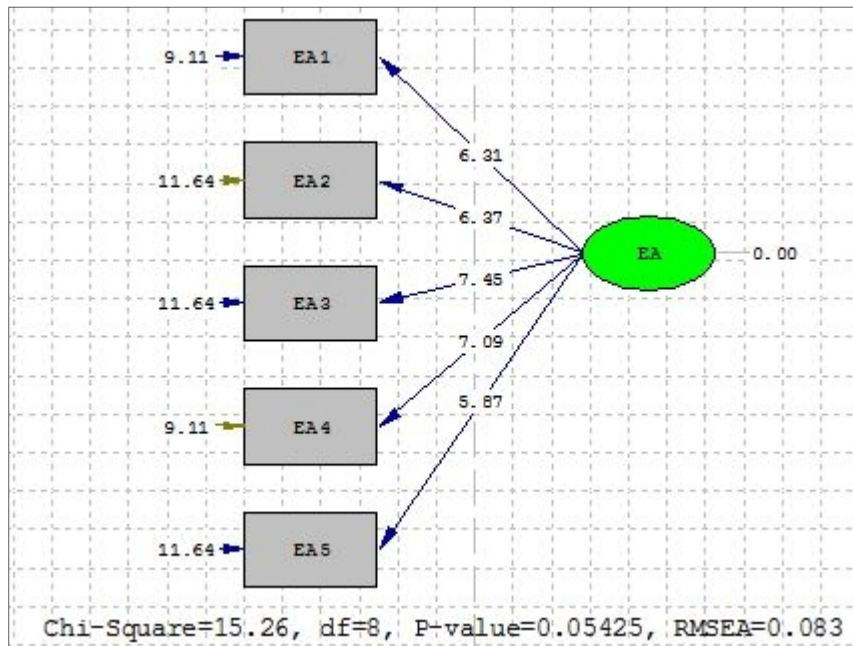 9.11 EA1
6.31
11.64 EA2
6.37
EA 0.00
11.64 EA3
7.45
7.09
9.11 EA4
5.87
11.64 EA5
Chi-Square=15.26, df=8, P-value=0.05425, RMSEA=0.083